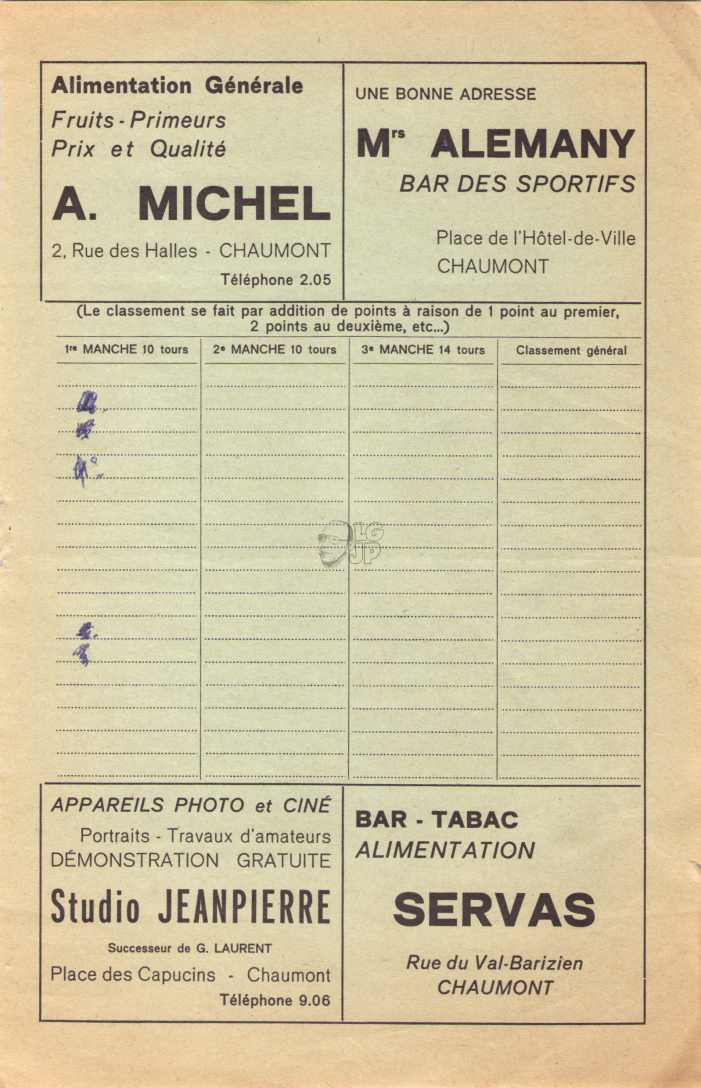 Alimentation Générale
Fruits - Primeurs
Prix et Qualité
A. MICHEL
2, Rue des Halles - CHAUMONT
Téléphone 2.05
UNE BONNE ADRESSE
Mrs ALEMANY
BAR DES SPORTIFS
Place de l'Hôtel-de-Ville
CHAUMONT
(Le classement se fait par addition de points à raison de 1 point au premier,
2 points au deuxième, etc...)
1re MANCHE 10 tours
2e MANCHE 10 tours
3e MANCHE 14 tours
Classement général
LG
JP
APPAREILS PHOTO et CINÉ
Portraits - Travaux d'amateurs
DÉMONSTRATION GRATUITE
Studio JEANPIERRE
Successeur de G. LAURENT
Place des Capucins - Chaumont
Téléphone 9.06
BAR - TABAC
ALIMENTATION
SERVAS
Rue du Val-Barizien
CHAUMONT